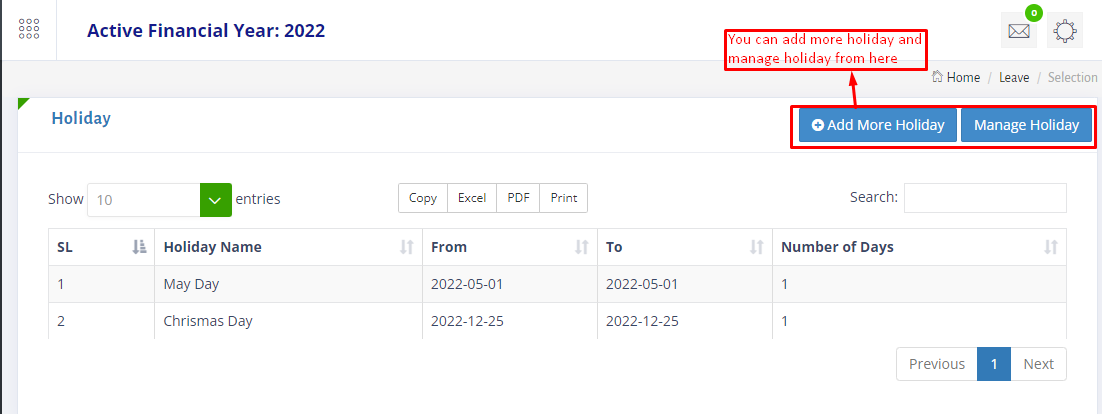 Active Financial Year: 2022
0
You can add more holiday and
manage holiday from here
Home / Leave / Selection
Holiday
Add More Holiday
Manage Holiday
Show 10 entries
Copy Excel PDF Print
Search:
SL Holiday Name From To Number of Days
1 May Day 2022-05-01 2022-05-01 1
2 Chrismas Day 2022-12-25 2022-12-25 1
Previous 1 Next